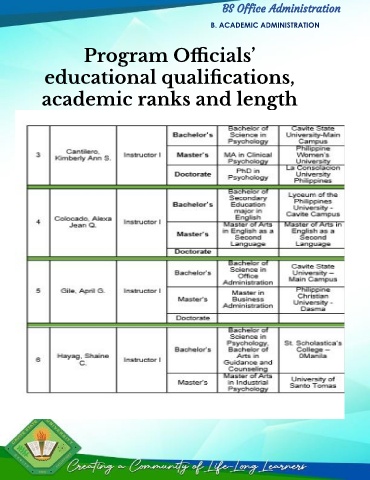 BS Office Administration
B. ACADEMIC ADMINISTRATION
Program Officials’
educational qualifications,
academic ranks and length
3
Cantilero,
Kimberly Ann S.
Instructor I
Bachelor's
Bachelor of
Science in
Psychology
Cavite State
University-Main
Campus
Master's
MA in Clinical
Psychology
Philippine
Women's
University
Doctorate
PhD in
Psychology
La Consolacion
University
Philippines
4
Colocado, Alexa
Jean Q.
Instructor I
Bachelor's
Bachelor of
Secondary
Education
major in
English
Lyceum of the
Philippines
University -
Cavite Campus
Master's
Master of Arts
in English as a
Second
Language
Master of Arts in
English as a
Second
Language
Doctorate
5
Gile, April G.
Instructor I
Bachelor's
Bachelor of
Science in
Office
Administration
Cavite State
University –
Main Campus
Master's
Master in
Business
Administration
Philippine
Christian
University -
Dasma
Doctorate
6
Hayag, Shaine
C.
Instructor I
Bachelor's
Bachelor of
Science in
Psychology,
Bachelor of
Arts in
Guidance and
Counseling
St. Scholastica's
College –
0Manila
Master's
Master of Arts
in Industrial
Psychology
University of
Santo Tomas
Creating a Community of Life-Long Learners